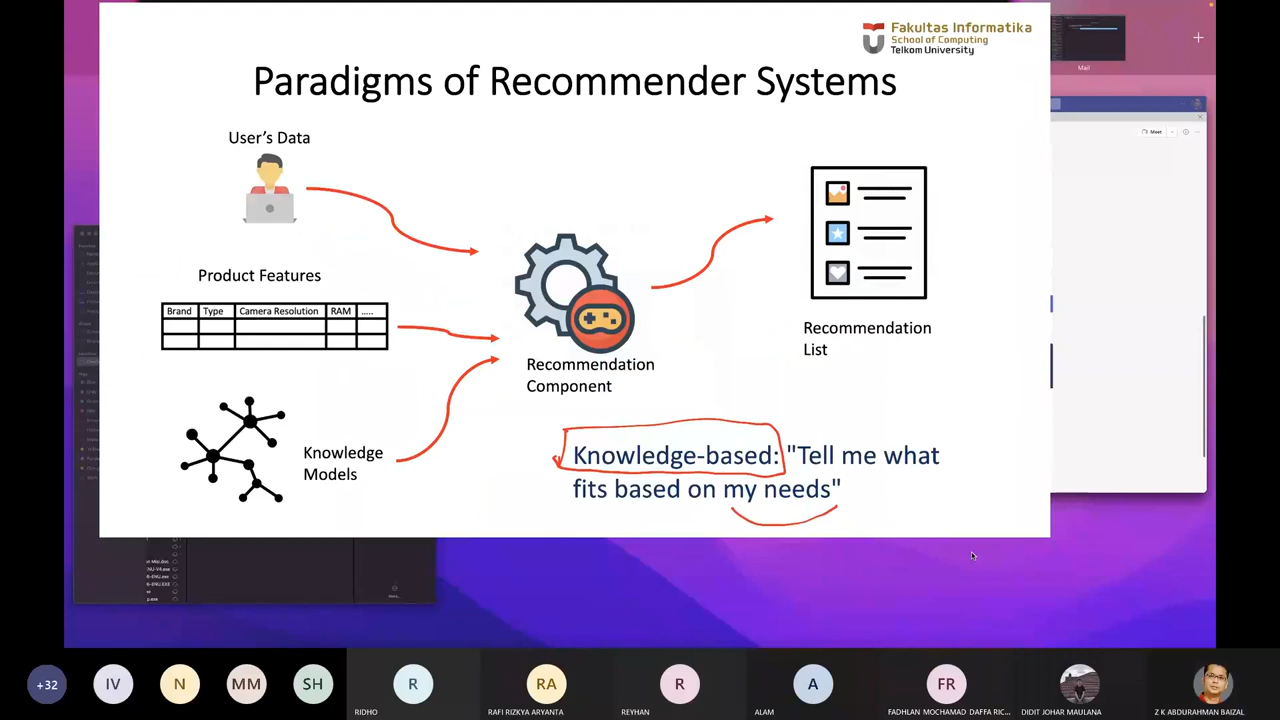 Fakultas Informatika
School of Computing
Telkom University
Paradigms of Recommender Systems
User's Data
Product Features
Brand Type Camera Resolution RAM .....
Knowledge
Models
Recommendation
Component
Recommendation
List
Knowledge-based: "Tell me what
fits based on my needs"
Mail
Meet
+32
IV
N
MM
SH
R
RIDHO
RA
RAFI RIZKYA ARYANTA
R
REYHAN
A
ALAM
FR
FADHLAN MOCHAMAD DAFFA RIC...
DIDIT JOHAR MAULANA
Z K ABDURAHMAN BAIZAL